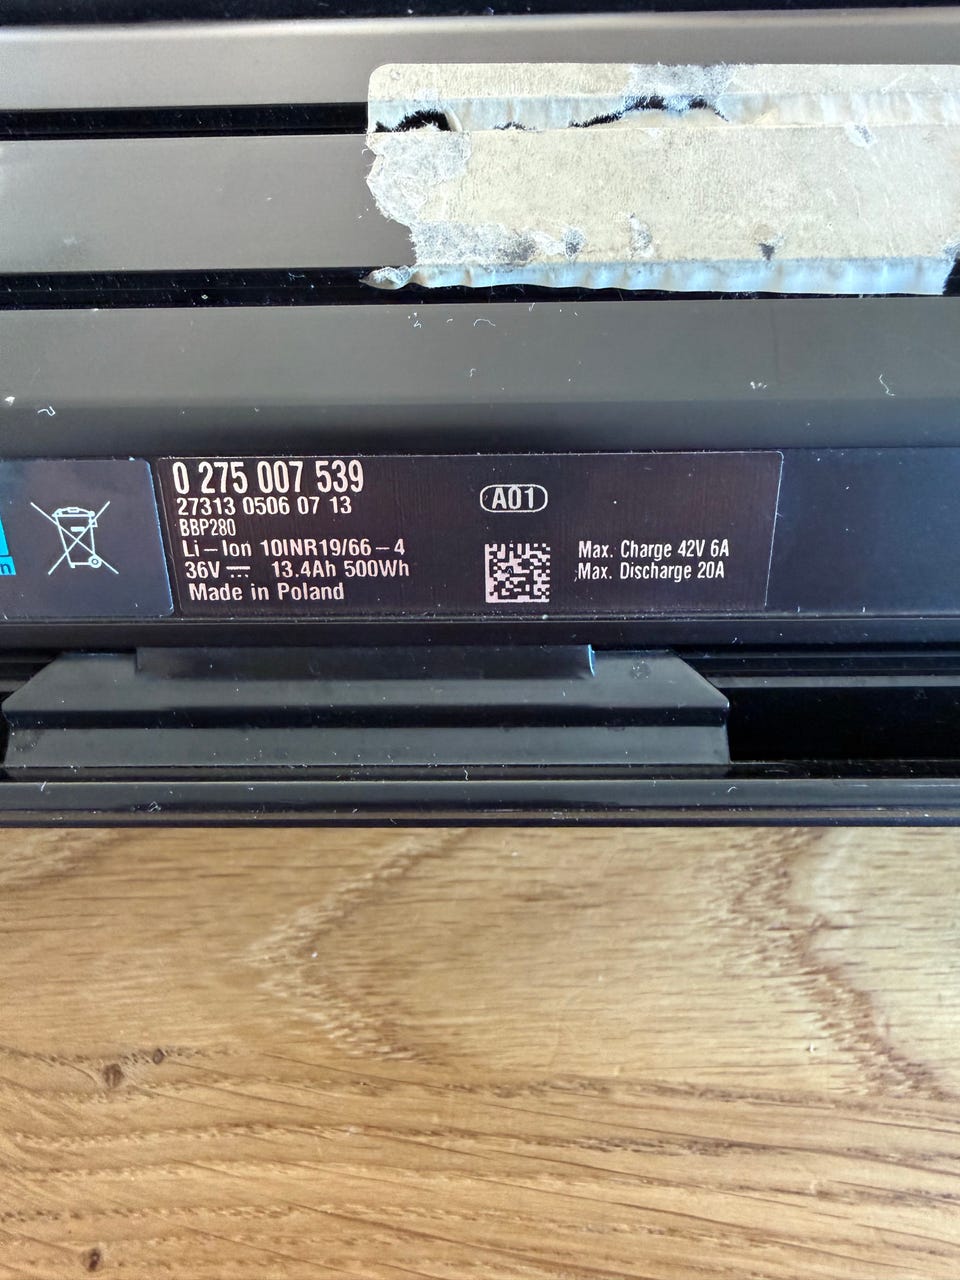 0 275 007 539
27313 0506 07 13
BBP280
Li-Ion 10INR19/66-4
36V 13.4Ah 500Wh
Made in Poland
A01
Max. Charge 42V 6A
Max. Discharge 20A